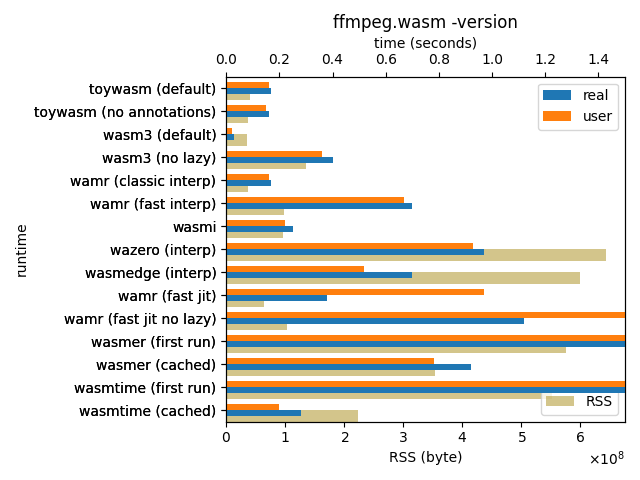 ffmpeg.wasm -version
time (seconds)
0.0 0.2 0.4 0.6 0.8 1.0 1.2 1.4
real
user
runtime
toywasm (default)
toywasm (no annotations)
wasm3 (default)
wasm3 (no lazy)
wamr (classic interp)
wamr (fast interp)
wasmi
wazero (interp)
wasmedge (interp)
wamr (fast jit)
wamr (fast jit no lazy)
wasmer (first run)
wasmer (cached)
wasmtime (first run)
wasmtime (cached)
RSS
0 1 2 3 4 5 6
RSS (byte)
×10⁸